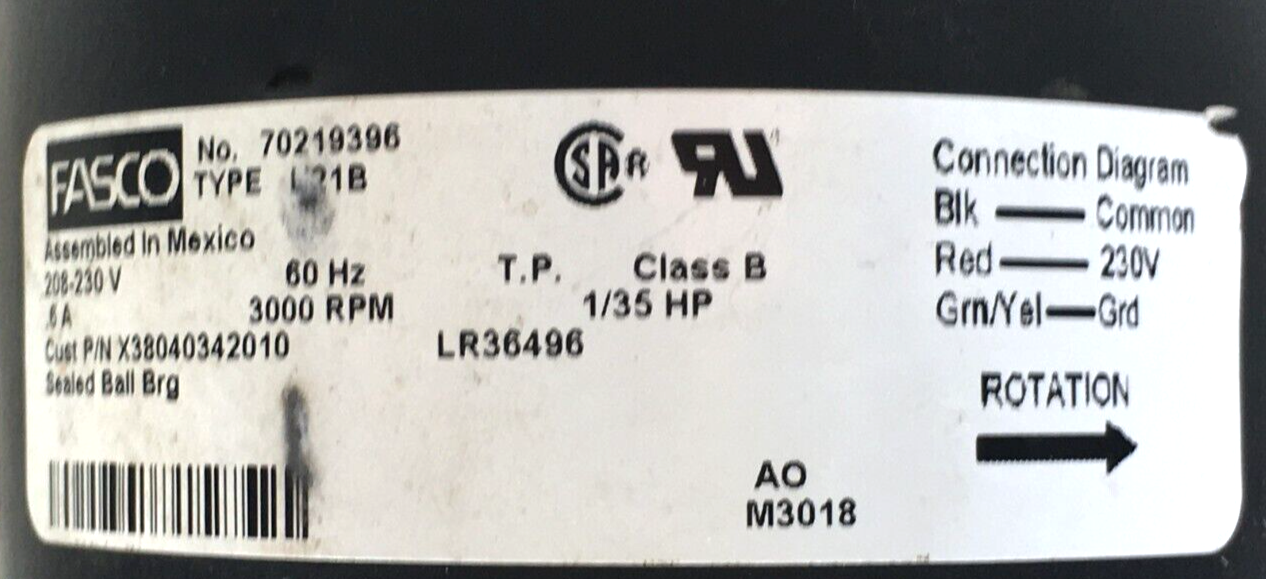 FASCO
No. 70219396
TYPE
Assembled In Mexico
208-230 V 60 Hz T.P. Class B
.6 A 3000 RPM 1/35 HP
Cust P/N X38040342010 LR36496
Sealed Ball Brg
AO
M3018
Connection Diagram
Blk Common
Red 230V
Grn/Yel Grd
ROTATION